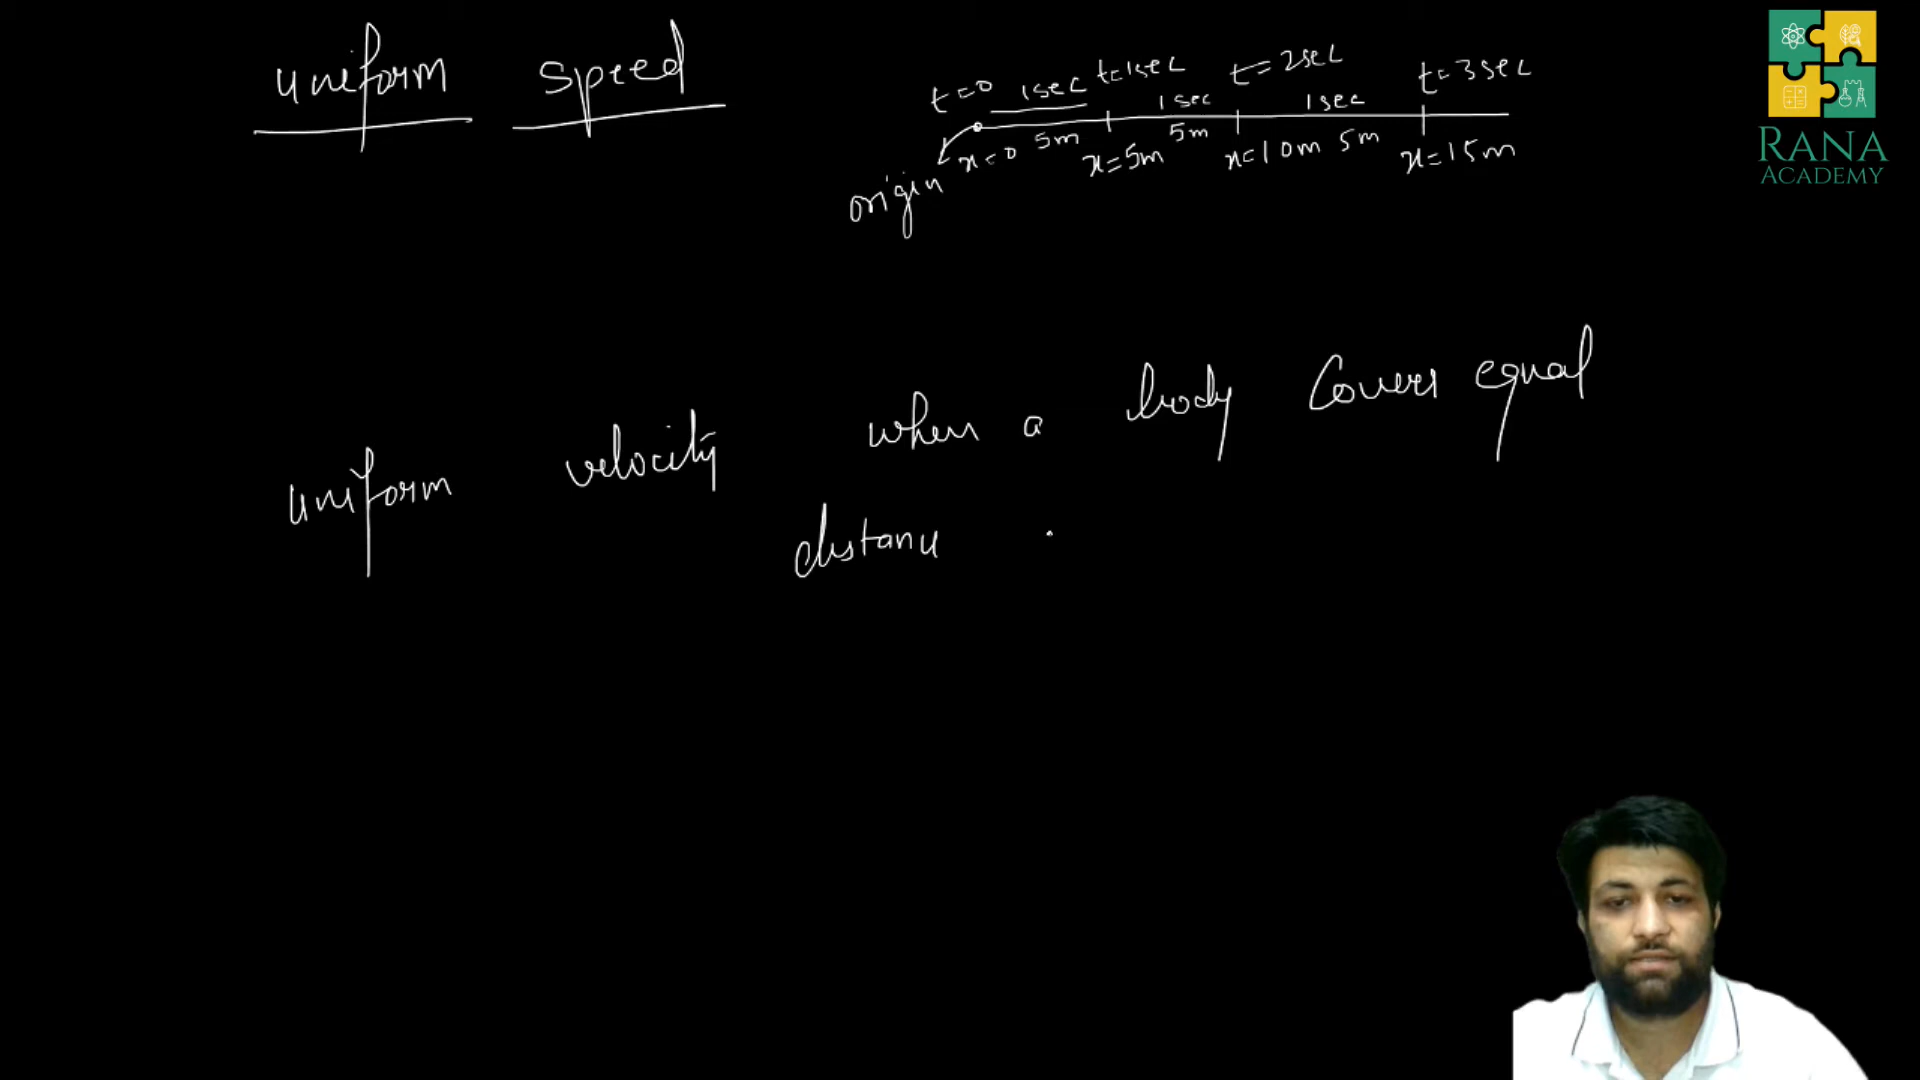 uniform speed
t=0 1sec t=1sec 1sec t=2sec 1sec t=3sec
x=0 5m x=5m 5m x=10m 5m x=15m
origin
RANA
ACADEMY
uniform velocity when a body covers equal
distance